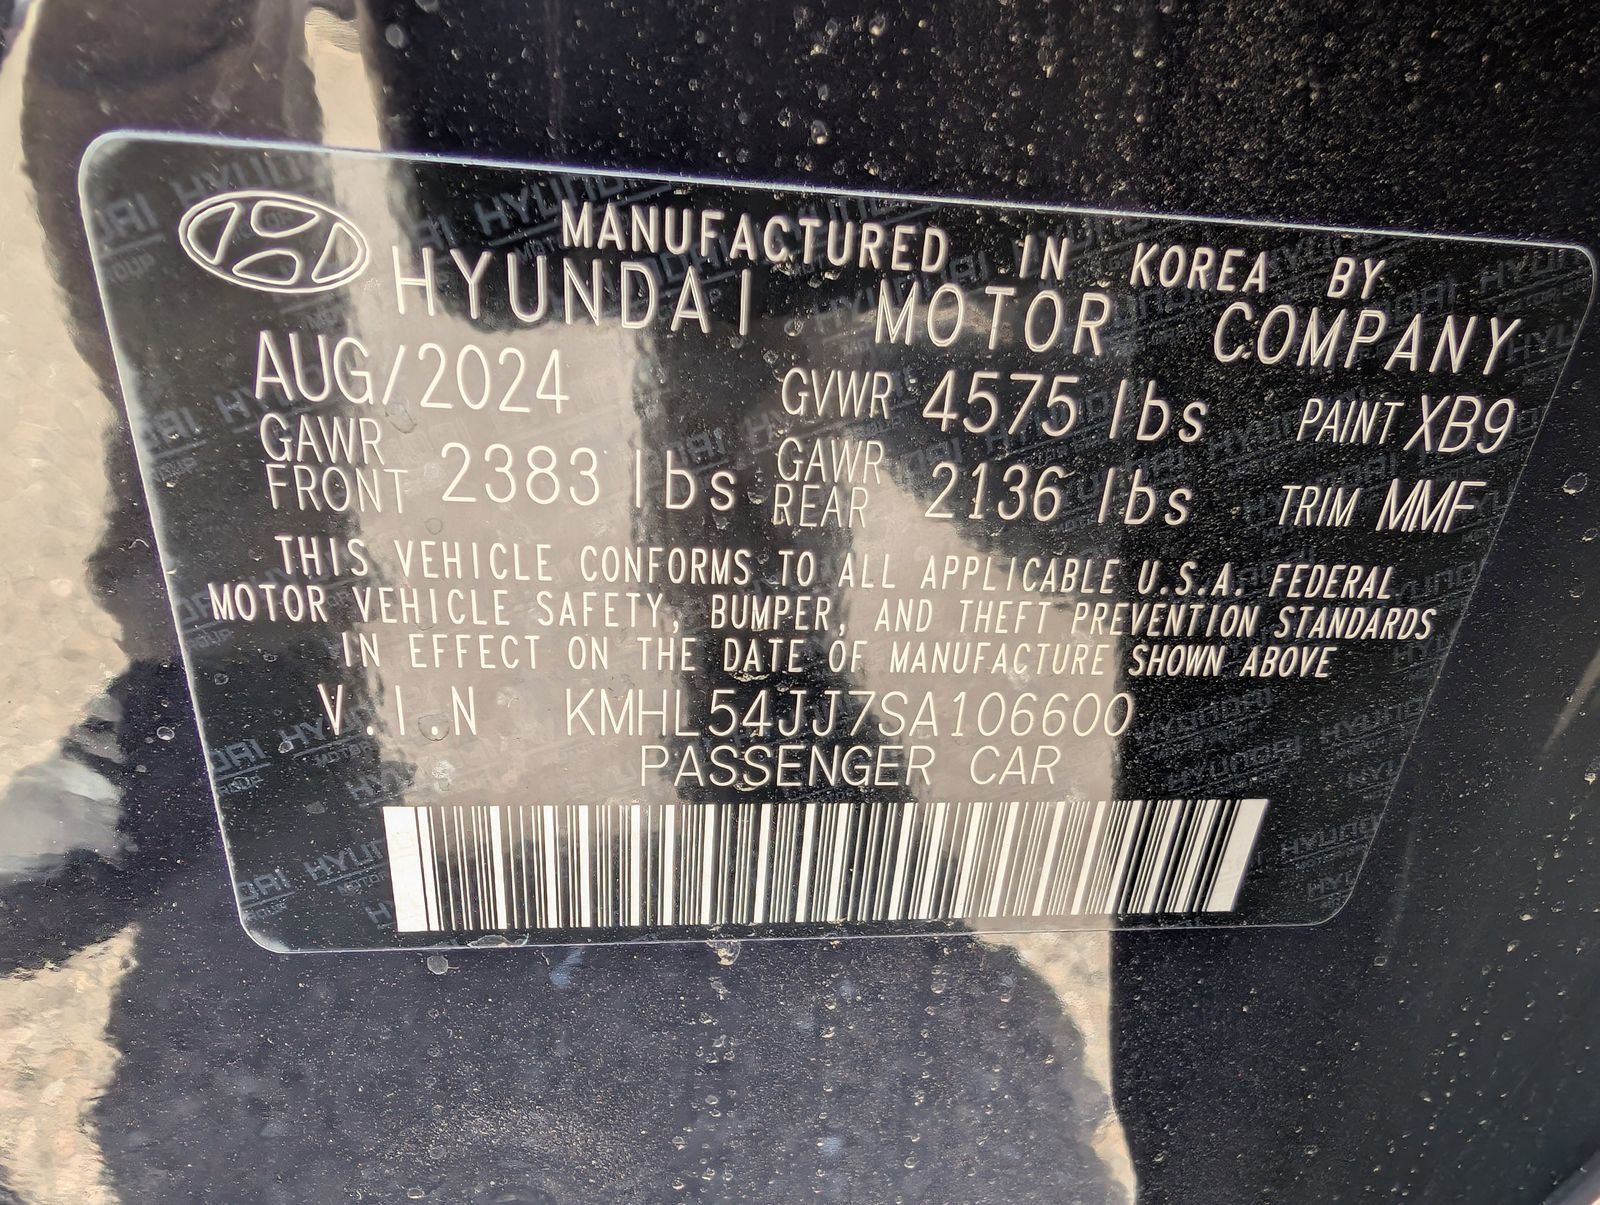 MANUFACTURED IN KOREA BY
HYUNDAI MOTOR COMPANY
AUG/2024 GVWR 4575 lbs PAINT XB9
GAWR FRONT 2383 lbs GAWR REAR 2136 lbs TRIM MMF
THIS VEHICLE CONFORMS TO ALL APPLICABLE U.S.A. FEDERAL
MOTOR VEHICLE SAFETY, BUMPER, AND THEFT PREVENTION STANDARDS
IN EFFECT ON THE DATE OF MANUFACTURE SHOWN ABOVE
V.I.N KMHL54JJ7SA106600
PASSENGER CAR